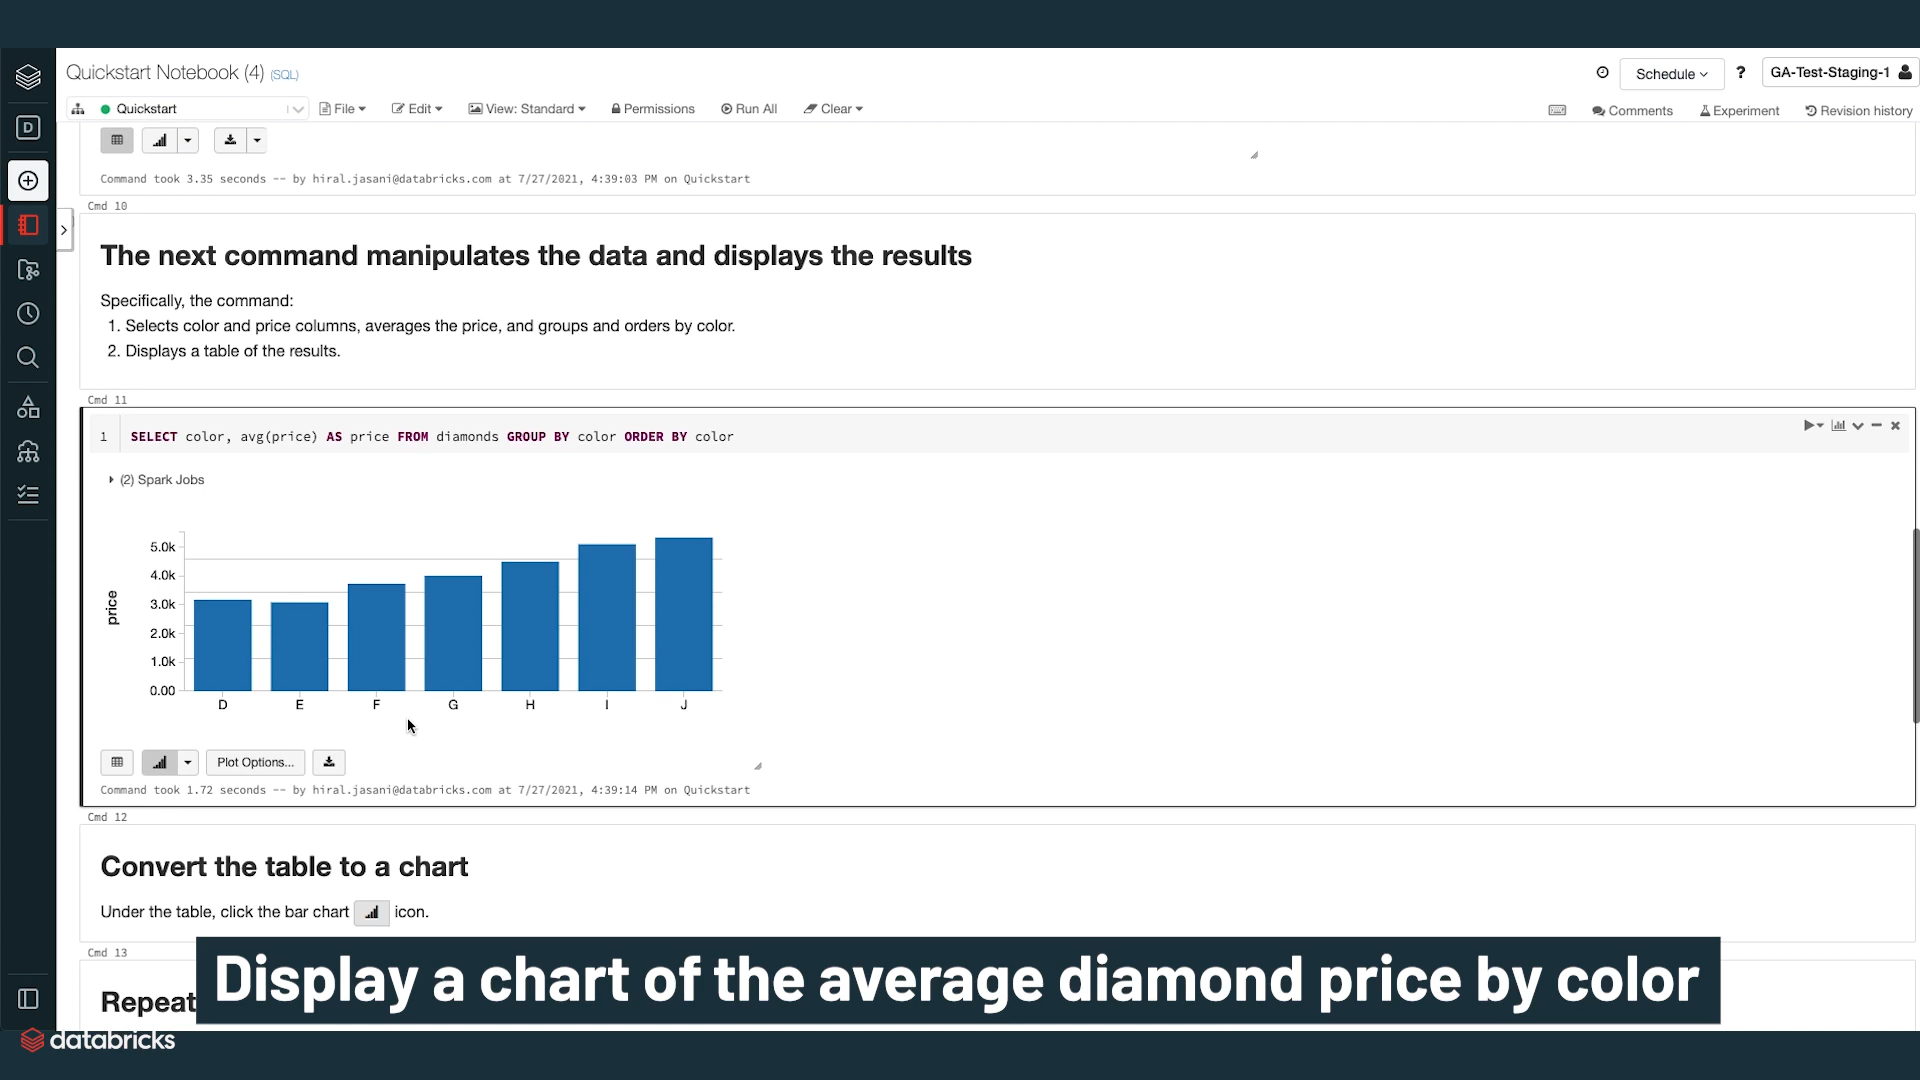 Quickstart Notebook (4) (SQL)
Schedule
?
GA-Test-Staging-1
D
Quickstart
File
Edit
View: Standard
Permissions
Run All
Clear
Comments
Experiment
Revision history
Command took 3.35 seconds -- by hiral.jasani@databricks.com at 7/27/2021, 4:39:03 PM on Quickstart
Cmd 10
The next command manipulates the data and displays the results
Specifically, the command:
1. Selects color and price columns, averages the price, and groups and orders by color.
2. Displays a table of the results.
Cmd 11
1 SELECT color, avg(price) AS price FROM diamonds GROUP BY color ORDER BY color
(2) Spark Jobs
5.0k
4.0k
3.0k
2.0k
1.0k
0.00
price
D E F G H I J
Plot Options...
Command took 1.72 seconds -- by hiral.jasani@databricks.com at 7/27/2021, 4:39:14 PM on Quickstart
Cmd 12
Convert the table to a chart
Under the table, click the bar chart icon.
Cmd 13
Repeat
Display a chart of the average diamond price by color
databricks